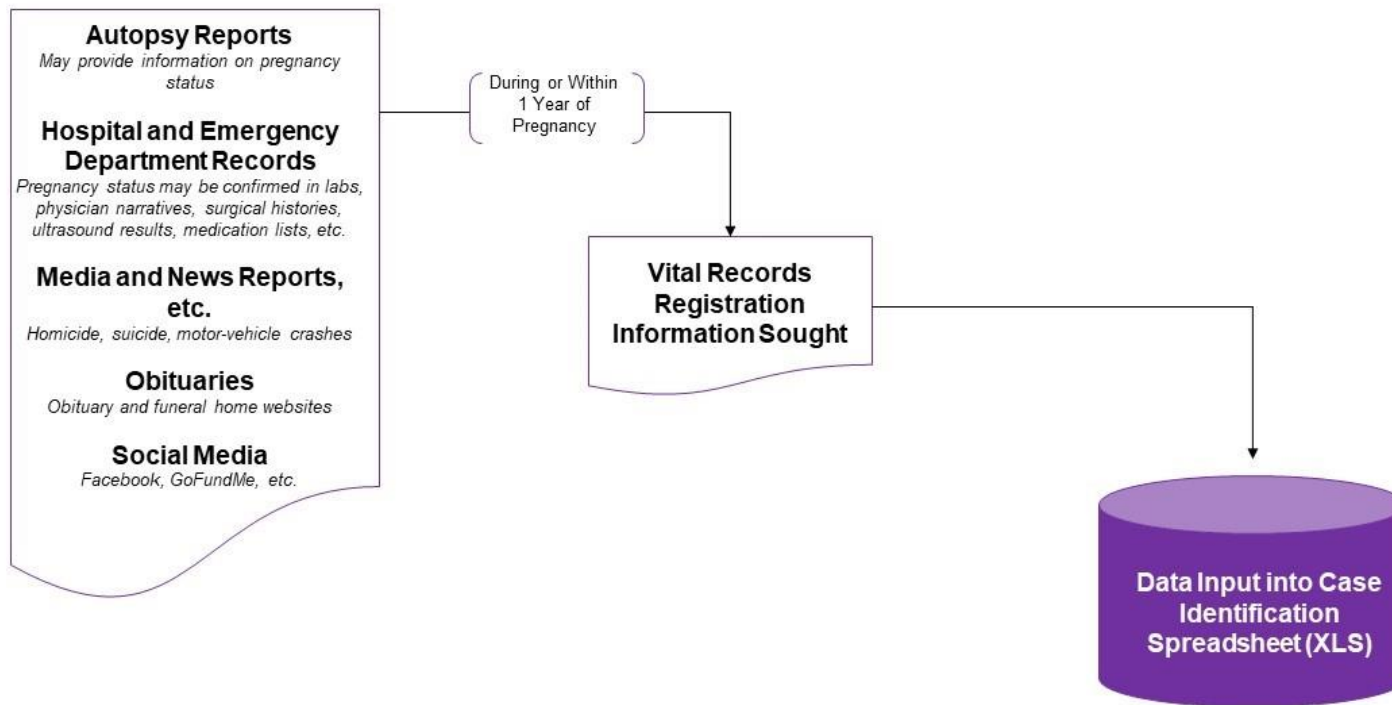 Autopsy Reports
May provide information on pregnancy
status
Hospital and Emergency
Department Records
Pregnancy status may be confirmed in labs,
physician narratives, surgical histories,
ultrasound results, medication lists, etc.
Media and News Reports,
etc.
Homicide, suicide, motor-vehicle crashes
Obituaries
Obituary and funeral home websites
Social Media
Facebook, GoFundMe, etc.
During or Within
1 Year of
Pregnancy
Vital Records
Registration
Information Sought
Data Input into Case
Identification
Spreadsheet (XLS)